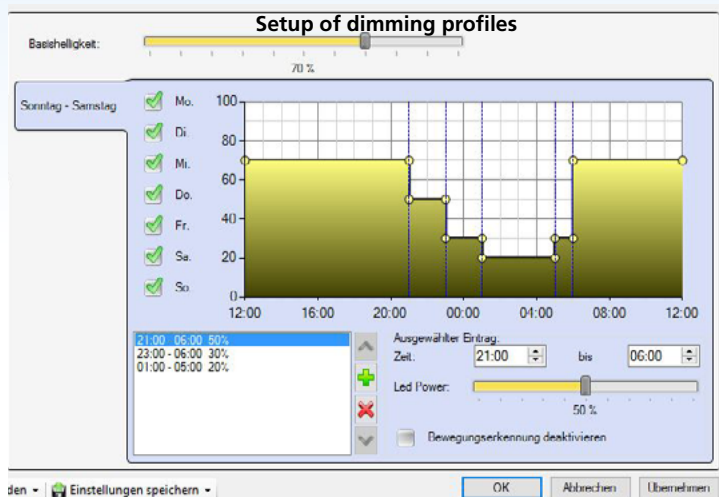 Setup of dimming profiles
Basishelligkeit:
70 %
Sonntag - Samstag
Mo.
Di.
Mi.
Do.
Fr.
Sa.
So
100
80
60
40
20
0
12:00 16:00 20:00 00:00 04:00 08:00 12:00
21:00 06:00 50%
23:00 - 06:00 30%
01:00 - 05:00 20%
Ausgewählter Eintrag:
Zeit: 21:00 bis 06:00
Led Power:
50 %
Bewegungserkennung deaktivieren
den Einstellungen speichern OK Abbrechen Übernehmen